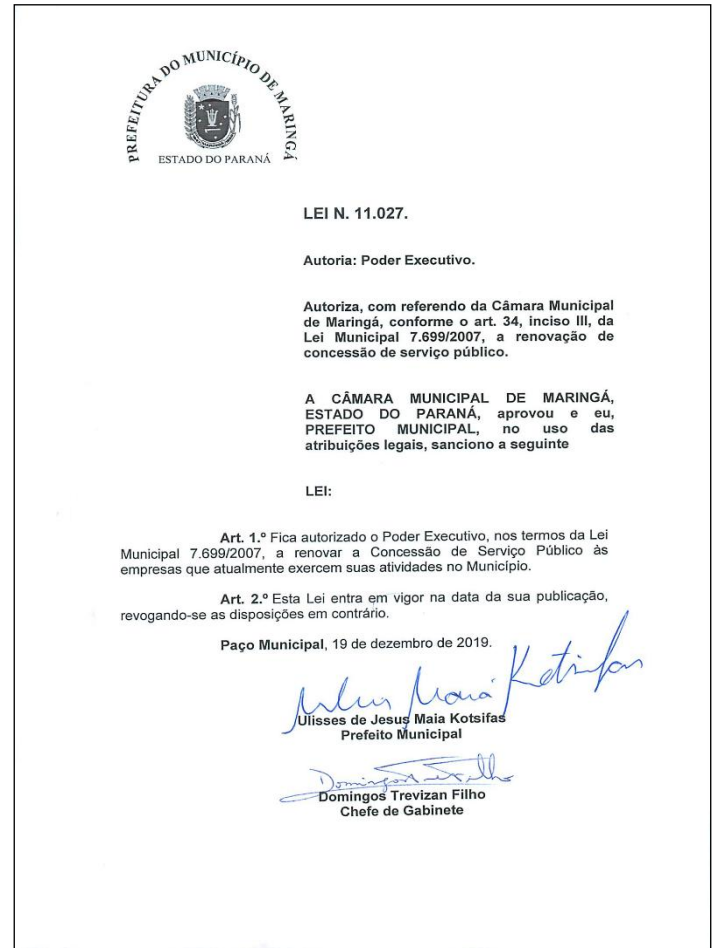 PREFEITURA DO MUNICÍPIO DE MARINGÁ
ESTADO DO PARANÁ
LEI N. 11.027.
Autoria: Poder Executivo.
Autoriza, com referendo da Câmara Municipal
de Maringá, conforme o art. 34, inciso III, da
Lei Municipal 7.699/2007, a renovação de
concessão de serviço público.
A CÂMARA MUNICIPAL DE MARINGÁ,
ESTADO DO PARANÁ, aprovou e eu,
PREFEITO MUNICIPAL, no uso das
atribuições legais, sanciono a seguinte
LEI:
Art. 1.º Fica autorizado o Poder Executivo, nos termos da Lei
Municipal 7.699/2007, a renovar a Concessão de Serviço Público às
empresas que atualmente exercem suas atividades no Município.
Art. 2.º Esta Lei entra em vigor na data da sua publicação,
revogando-se as disposições em contrário.
Paço Municipal, 19 de dezembro de 2019.
Maia Kotsifas
Ulisses de Jesus Maia Kotsifas
Prefeito Municipal
Domingos T Filho
Domingos Trevizan Filho
Chefe de Gabinete